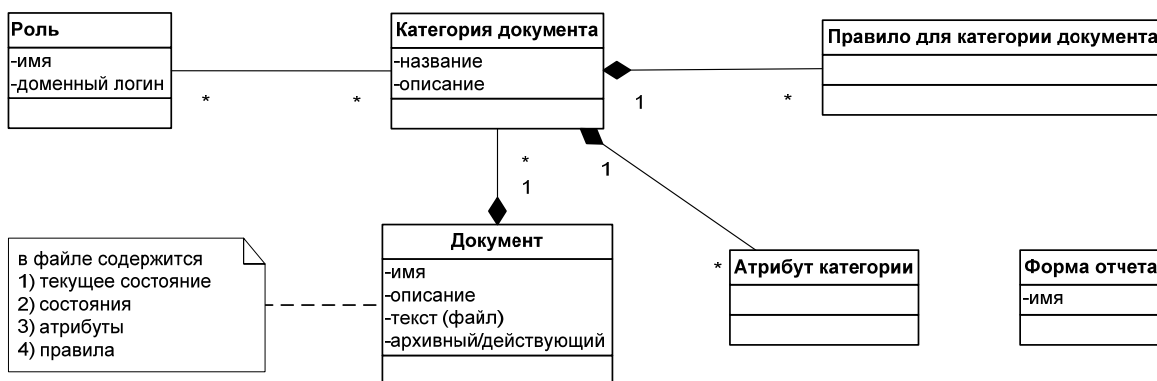 Роль
-имя
-доменный логин
*
*
Категория документа
-название
-описание
1
*
Правило для категории документа
*
1
1
*
в файле содержится
1) текущее состояние
2) состояния
3) атрибуты
4) правила
Документ
-имя
-описание
-текст (файл)
-архивный/действующий
Атрибут категории
Форма отчета
-имя